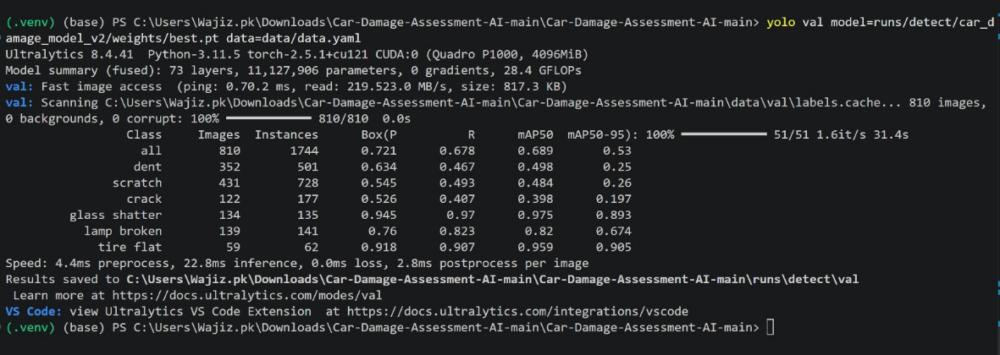 (.venv) (base) PS C:\Users\Wajiz.pk\Downloads\Car-Damage-Assessment-AI-main\Car-Damage-Assessment-AI-main> yolo val model=runs/detect/car_d
amage_model_v2/weights/best.pt data=data/data.yaml
Ultralytics 8.4.41  Python-3.11.5 torch-2.5.1+cu121 CUDA:0 (Quadro P1000, 4096MiB)
Model summary (fused): 73 layers, 11,127,906 parameters, 0 gradients, 28.4 GFLOPs
val: Fast image access  (ping: 0.70.2 ms, read: 219.523.0 MB/s, size: 817.3 KB)
val: Scanning C:\Users\Wajiz.pk\Downloads\Car-Damage-Assessment-AI-main\Car-Damage-Assessment-AI-main\data\val\labels.cache... 810 images,
0 backgrounds, 0 corrupt: 100% ━━━━━━━━━━━━ 810/810  0.0s
Class     Images  Instances      Box(P          R      mAP50  mAP50-95): 100% ━━━━━━━━━━━━ 51/51 1.6it/s 31.4s
all        810       1744      0.721      0.678      0.689       0.53
dent        352        501      0.634      0.467      0.498       0.25
scratch        431        728      0.545      0.493      0.484       0.26
crack        122        177      0.526      0.407      0.398      0.197
glass shatter        134        135      0.945       0.97      0.975      0.893
lamp broken        139        141       0.76      0.823       0.82      0.674
tire flat         59         62      0.918      0.907      0.959      0.905
Speed: 4.4ms preprocess, 22.8ms inference, 0.0ms loss, 2.8ms postprocess per image
Results saved to C:\Users\Wajiz.pk\Downloads\Car-Damage-Assessment-AI-main\Car-Damage-Assessment-AI-main\runs\detect\val
Learn more at https://docs.ultralytics.com/modes/val
VS Code: view Ultralytics VS Code Extension  at https://docs.ultralytics.com/integrations/vscode
(.venv) (base) PS C:\Users\Wajiz.pk\Downloads\Car-Damage-Assessment-AI-main\Car-Damage-Assessment-AI-main>